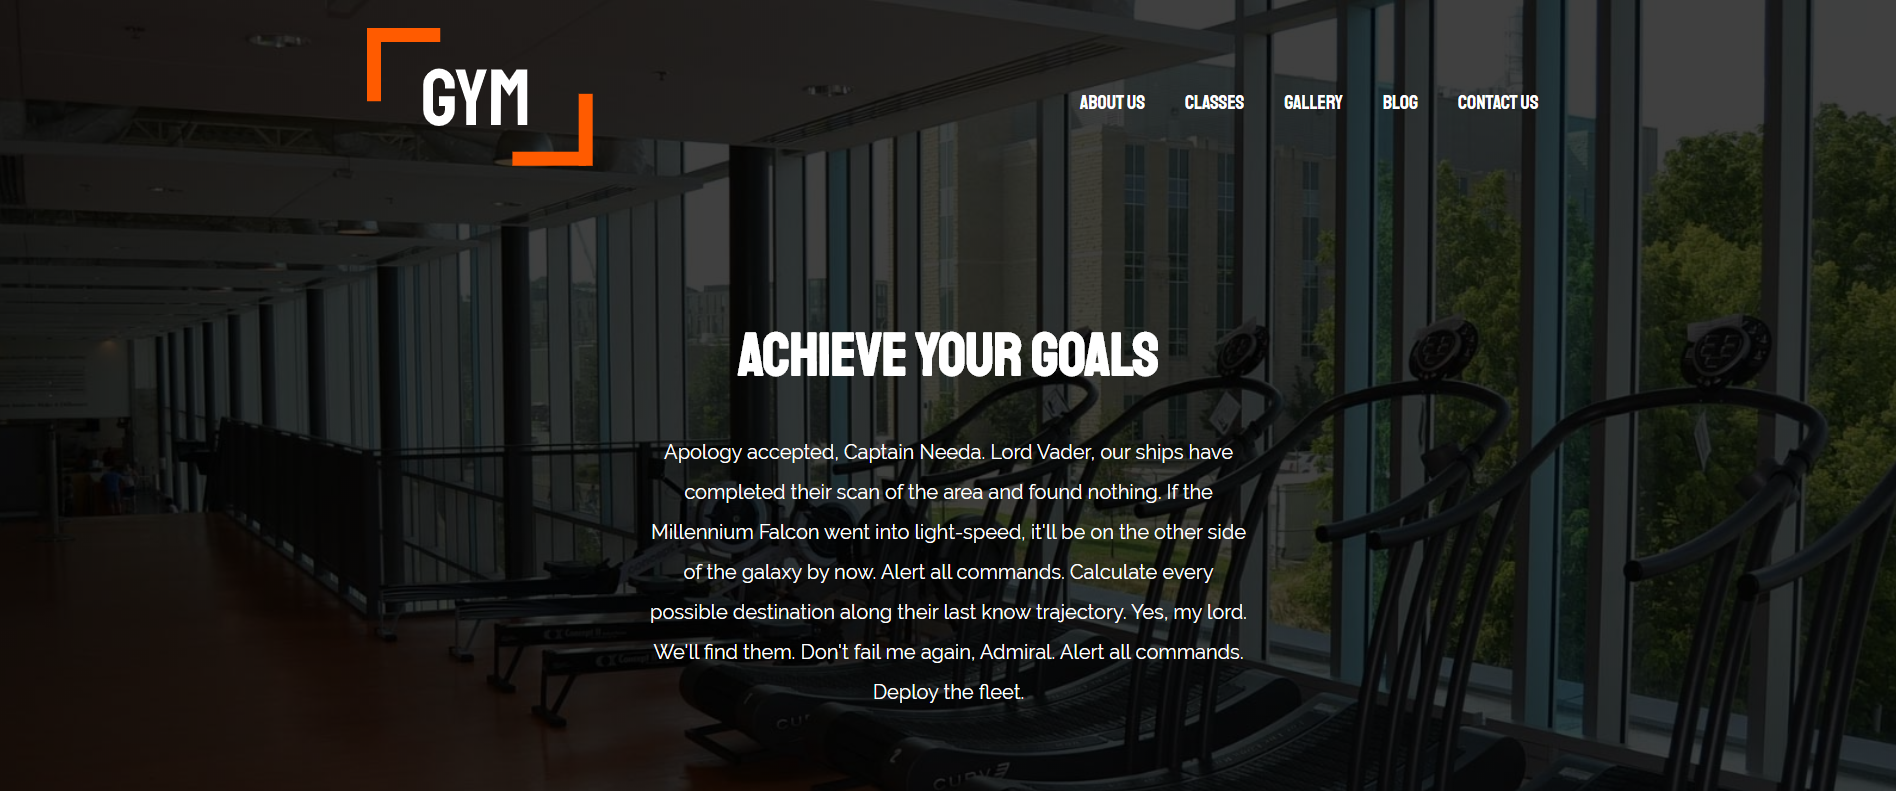 GYM
ABOUT US
CLASSES
GALLERY
BLOG
CONTACT US
ACHIEVE YOUR GOALS
Apology accepted, Captain Needa. Lord Vader, our ships have
completed their scan of the area and found nothing. If the
Millennium Falcon went into light-speed, it'll be on the other side
of the galaxy by now. Alert all commands. Calculate every
possible destination along their last know trajectory. Yes, my lord.
We'll find them. Don't fail me again, Admiral. Alert all commands.
Deploy the fleet.